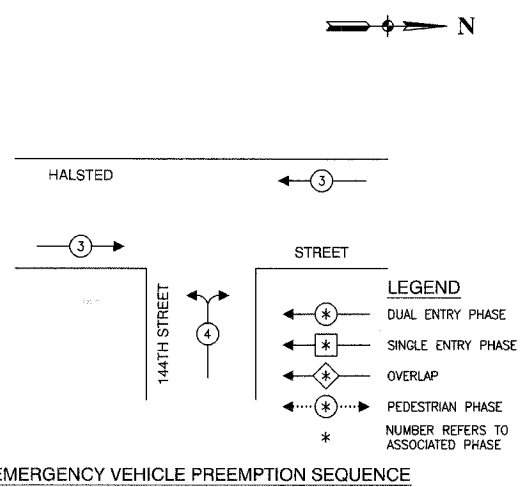 N
HALSTED
3
3
STREET
144TH STREET
4
LEGEND
* DUAL ENTRY PHASE
* SINGLE ENTRY PHASE
* OVERLAP
* PEDESTRIAN PHASE
* NUMBER REFERS TO
ASSOCIATED PHASE
EMERGENCY VEHICLE PREEMPTION SEQUENCE